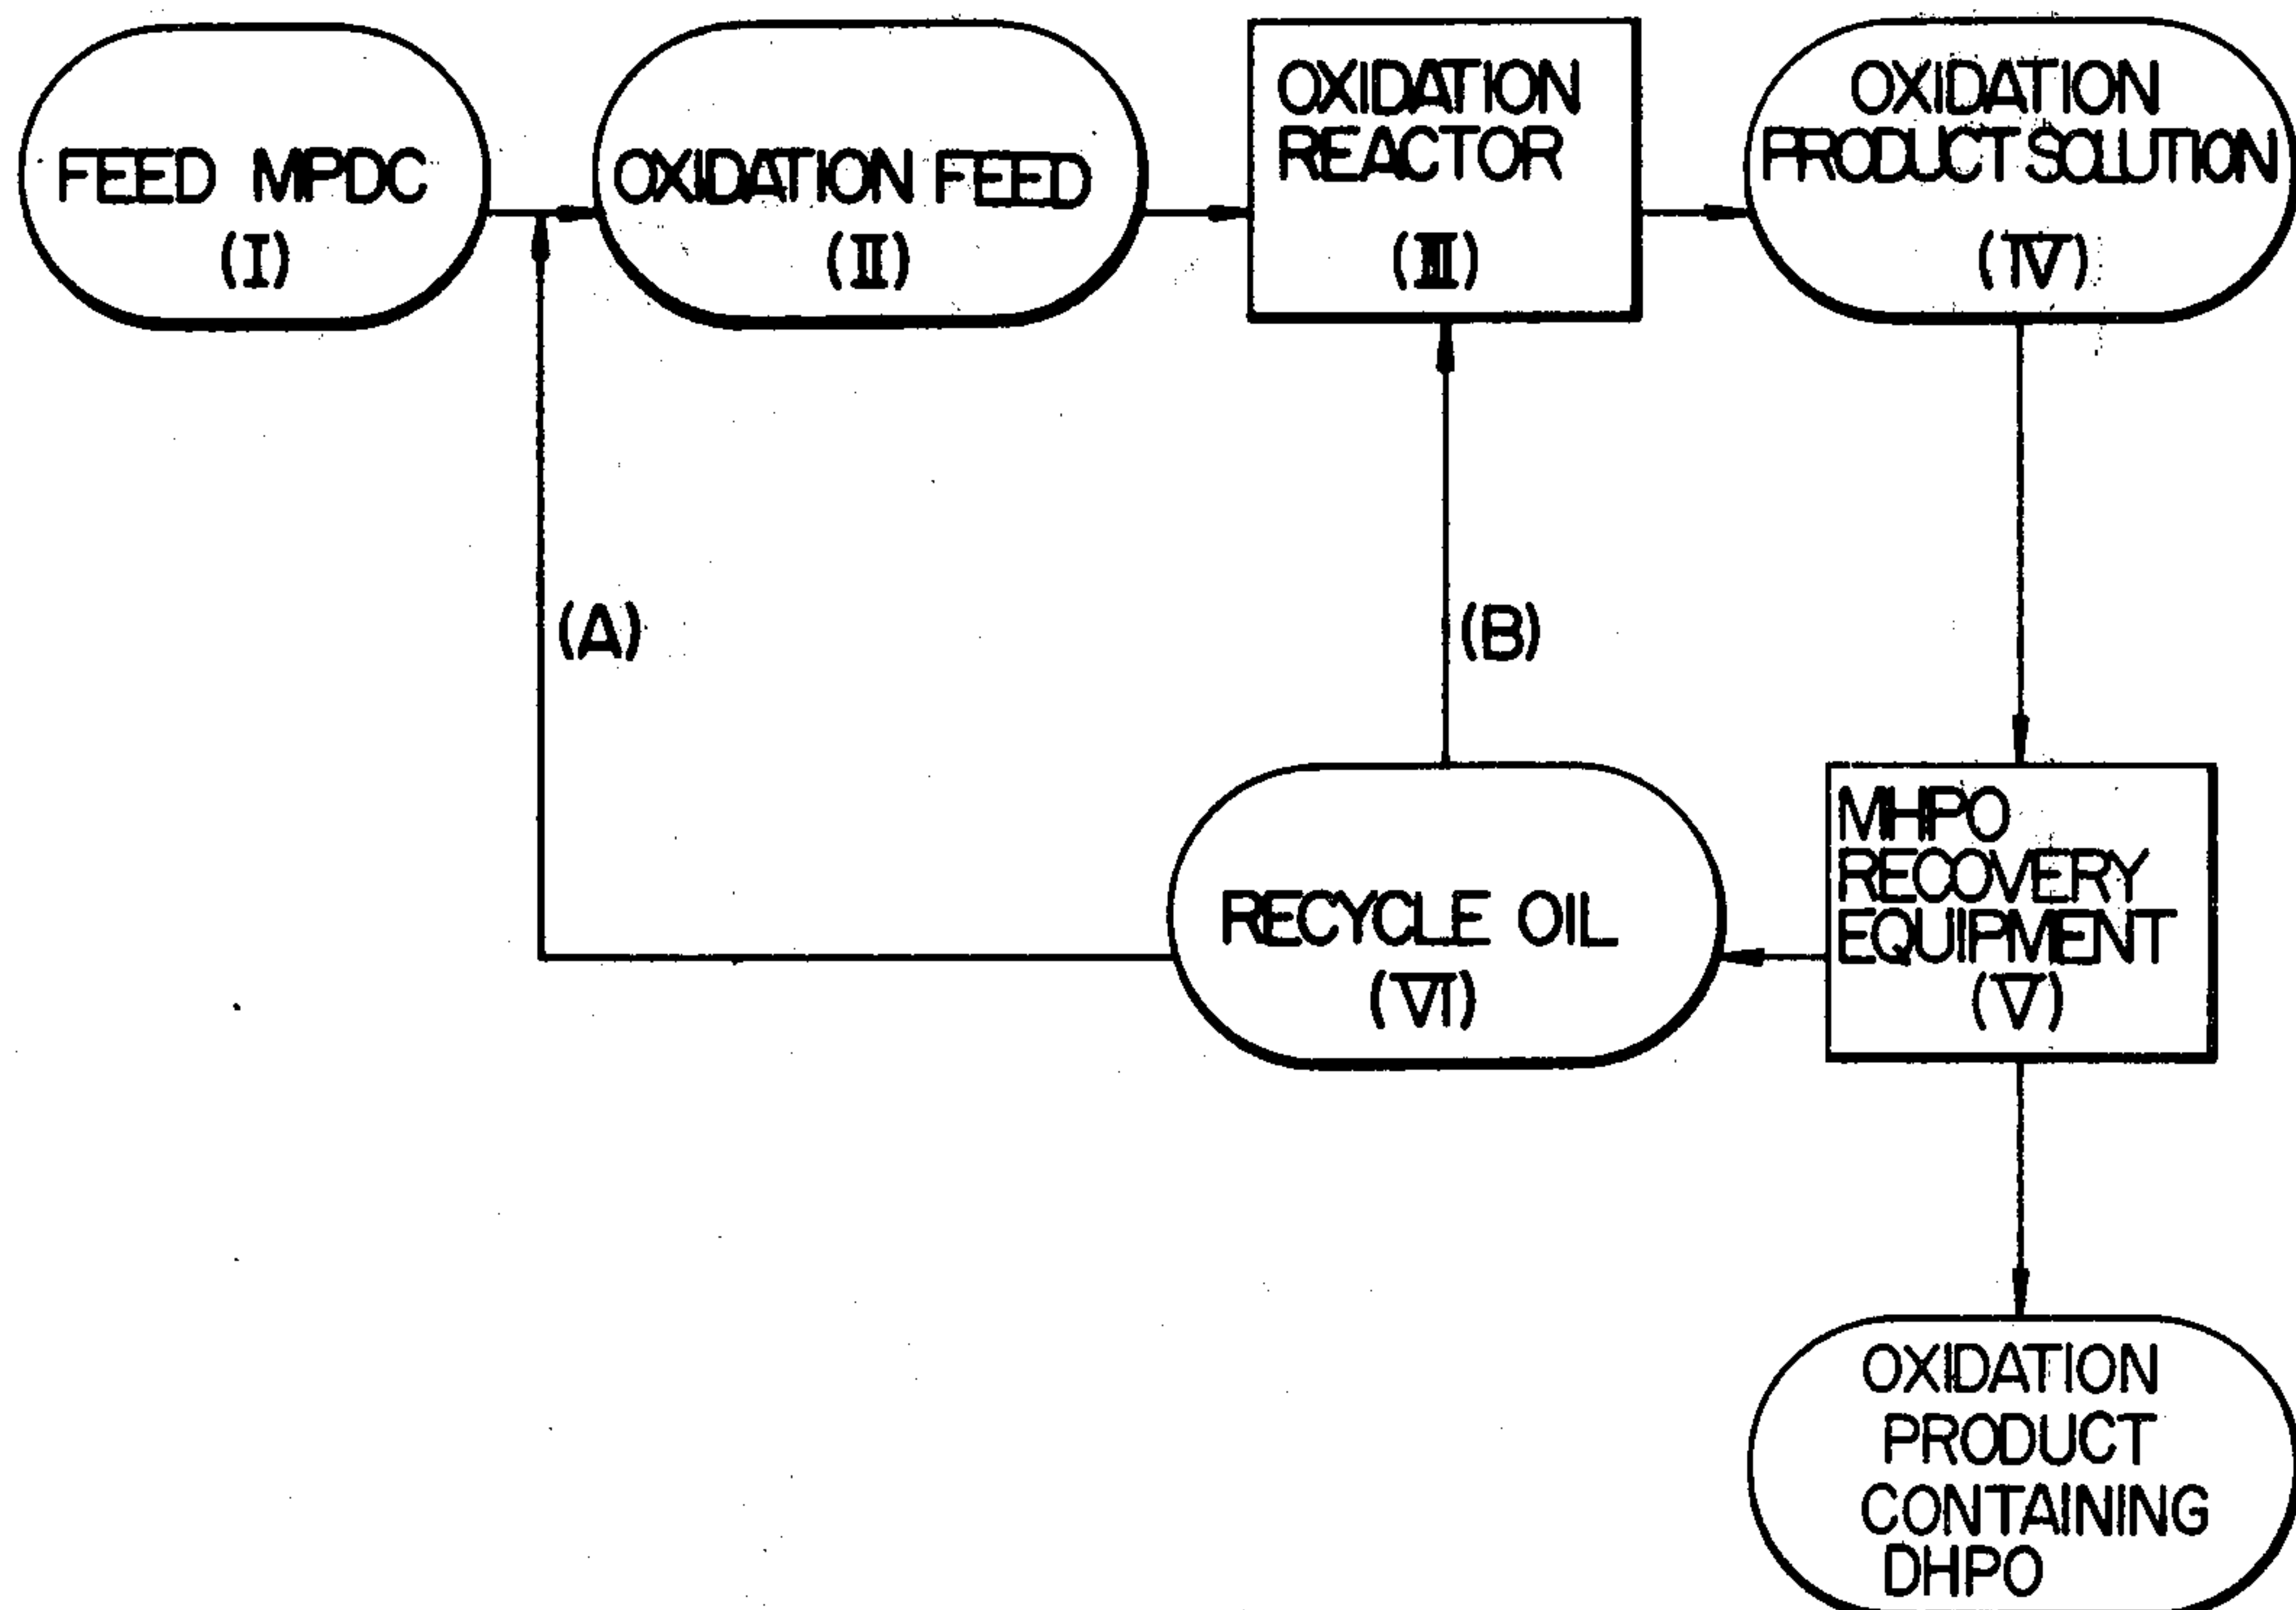 FEED MPDC
(I)
OXIDATION FEED
(II)
OXIDATION
REACTOR
(III)
OXIDATION
PRODUCT SOLUTION
(IV)
(A)
(B)
RECYCLE OIL
(VI)
MHPO
RECOVERY
EQUIPMENT
(V)
OXIDATION
PRODUCT
CONTAINING
DHPO